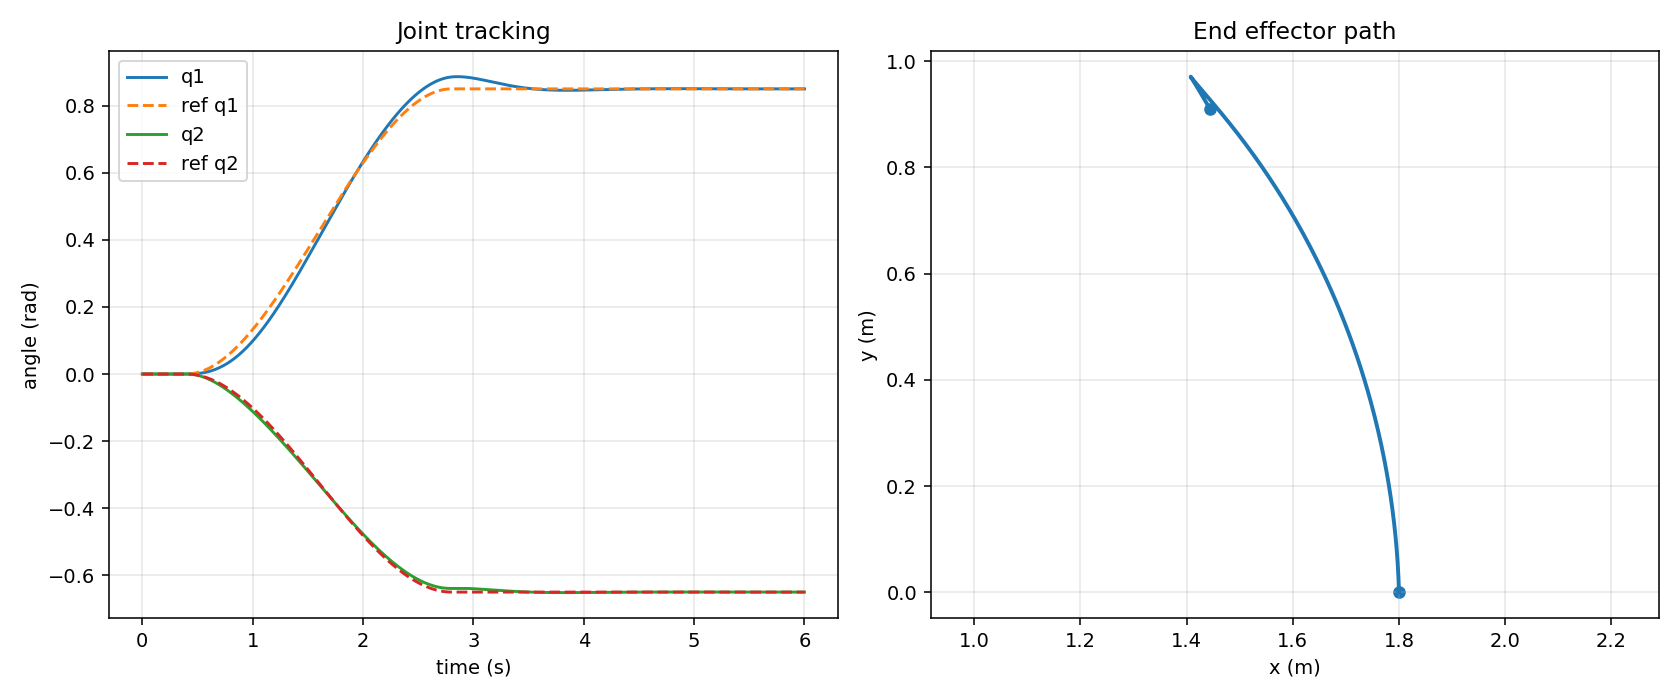 Joint tracking
q1
ref q1
q2
ref q2
0.8
0.6
0.4
0.2
0.0
−0.2
−0.4
−0.6
angle (rad)
0 1 2 3 4 5 6
time (s)
End effector path
1.0
0.8
0.6
0.4
0.2
0.0
y (m)
1.0 1.2 1.4 1.6 1.8 2.0 2.2
x (m)